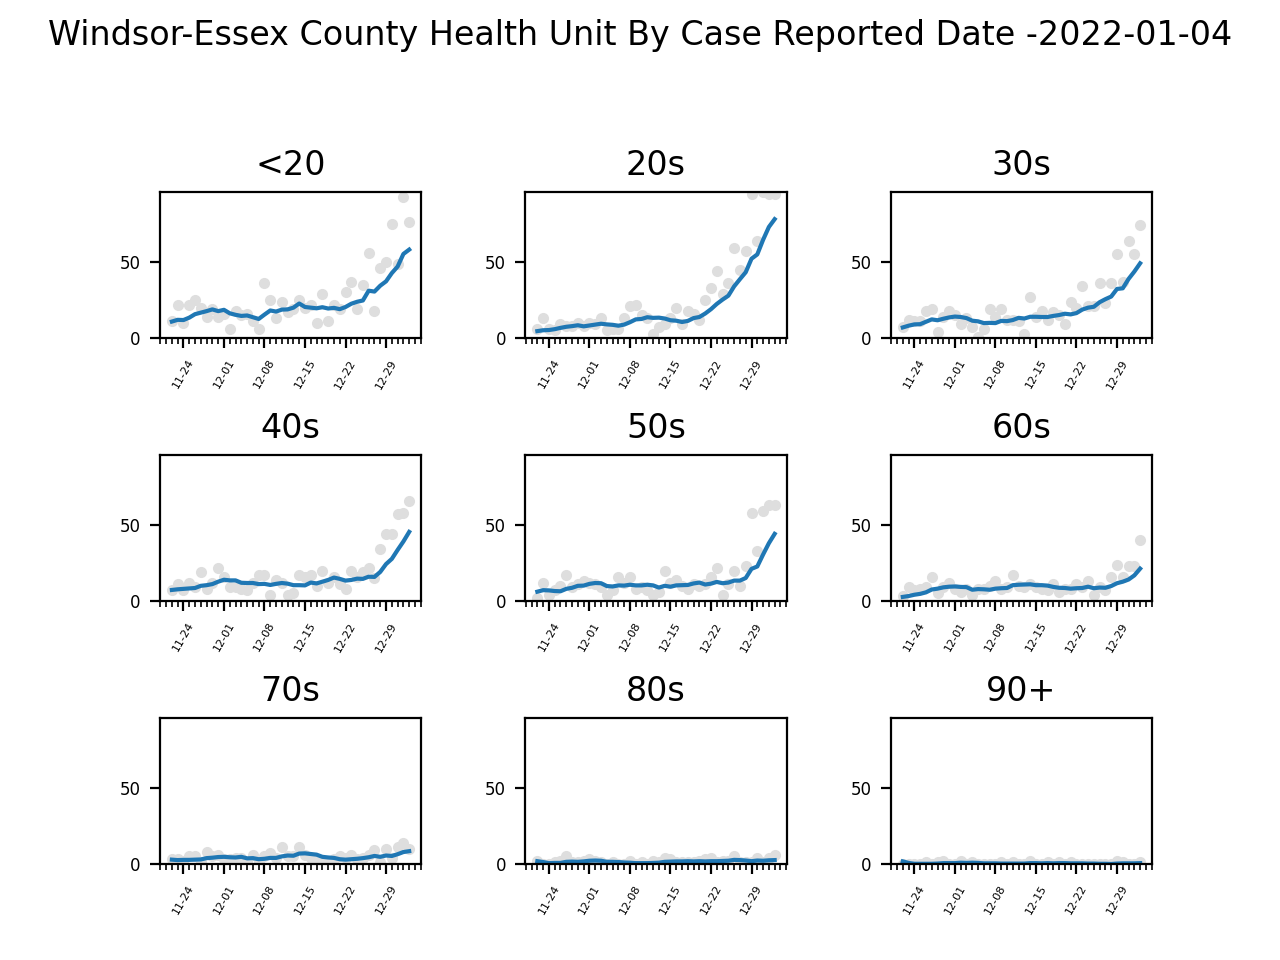 Windsor-Essex County Health Unit By Case Reported Date -2022-01-04
<20 20s 30s
50 50 50
0 0 0
11-24 12-01 12-08 12-15 12-22 12-29 11-24 12-01 12-08 12-15 12-22 12-29 11-24 12-01 12-08 12-15 12-22 12-29
40s 50s 60s
50 50 50
0 0 0
11-24 12-01 12-08 12-15 12-22 12-29 11-24 12-01 12-08 12-15 12-22 12-29 11-24 12-01 12-08 12-15 12-22 12-29
70s 80s 90+
50 50 50
0 0 0
11-24 12-01 12-08 12-15 12-22 12-29 11-24 12-01 12-08 12-15 12-22 12-29 11-24 12-01 12-08 12-15 12-22 12-29